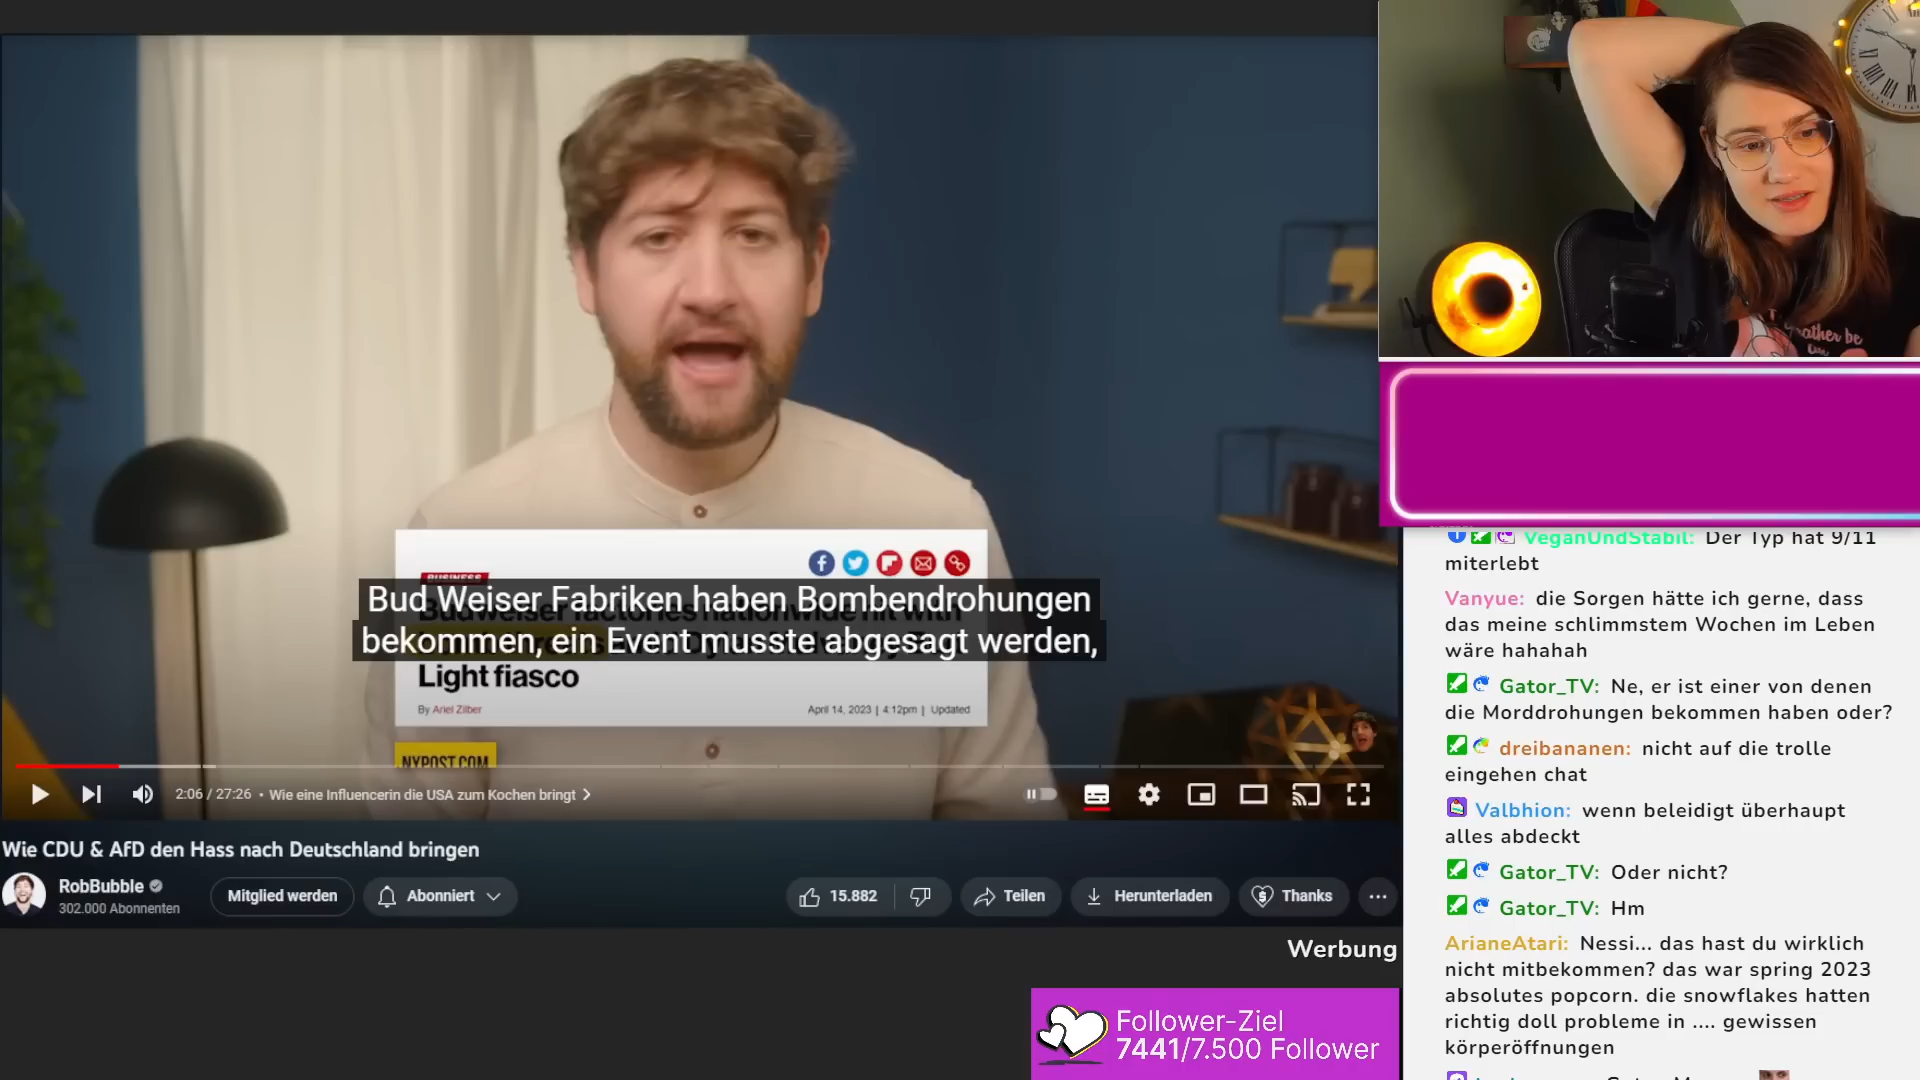 BUSINESS
Bud Weiser Fabriken haben Bombendrohungen
bekommen, ein Event musste abgesagt werden,
Light fiasco
By Ariel Zilber
April 14, 2023 | 4:12pm | Updated
NYPOST.COM
2:06 / 27:26 • Wie eine Influencerin die USA zum Kochen bringt
Wie CDU & AfD den Hass nach Deutschland bringen
RobBubble
302.000 Abonnenten
Mitglied werden
Abonniert
15.882
Teilen
Herunterladen
Thanks
Werbung
Follower-Ziel
7441/7.500 Follower
VeganUndStabil: Der Typ hat 9/11
miterlebt
Vanyue: die Sorgen hätte ich gerne, dass
das meine schlimmstem Wochen im Leben
wäre hahahah
Gator_TV: Ne, er ist einer von denen
die Morddrohungen bekommen haben oder?
dreibananen: nicht auf die trolle
eingehen chat
Valbhion: wenn beleidigt überhaupt
alles abdeckt
Gator_TV: Oder nicht?
Gator_TV: Hm
ArianeAtari: Nessi... das hast du wirklich
nicht mitbekommen? das war spring 2023
absolutes popcorn. die snowflakes hatten
richtig doll probleme in .... gewissen
körperöffnungen